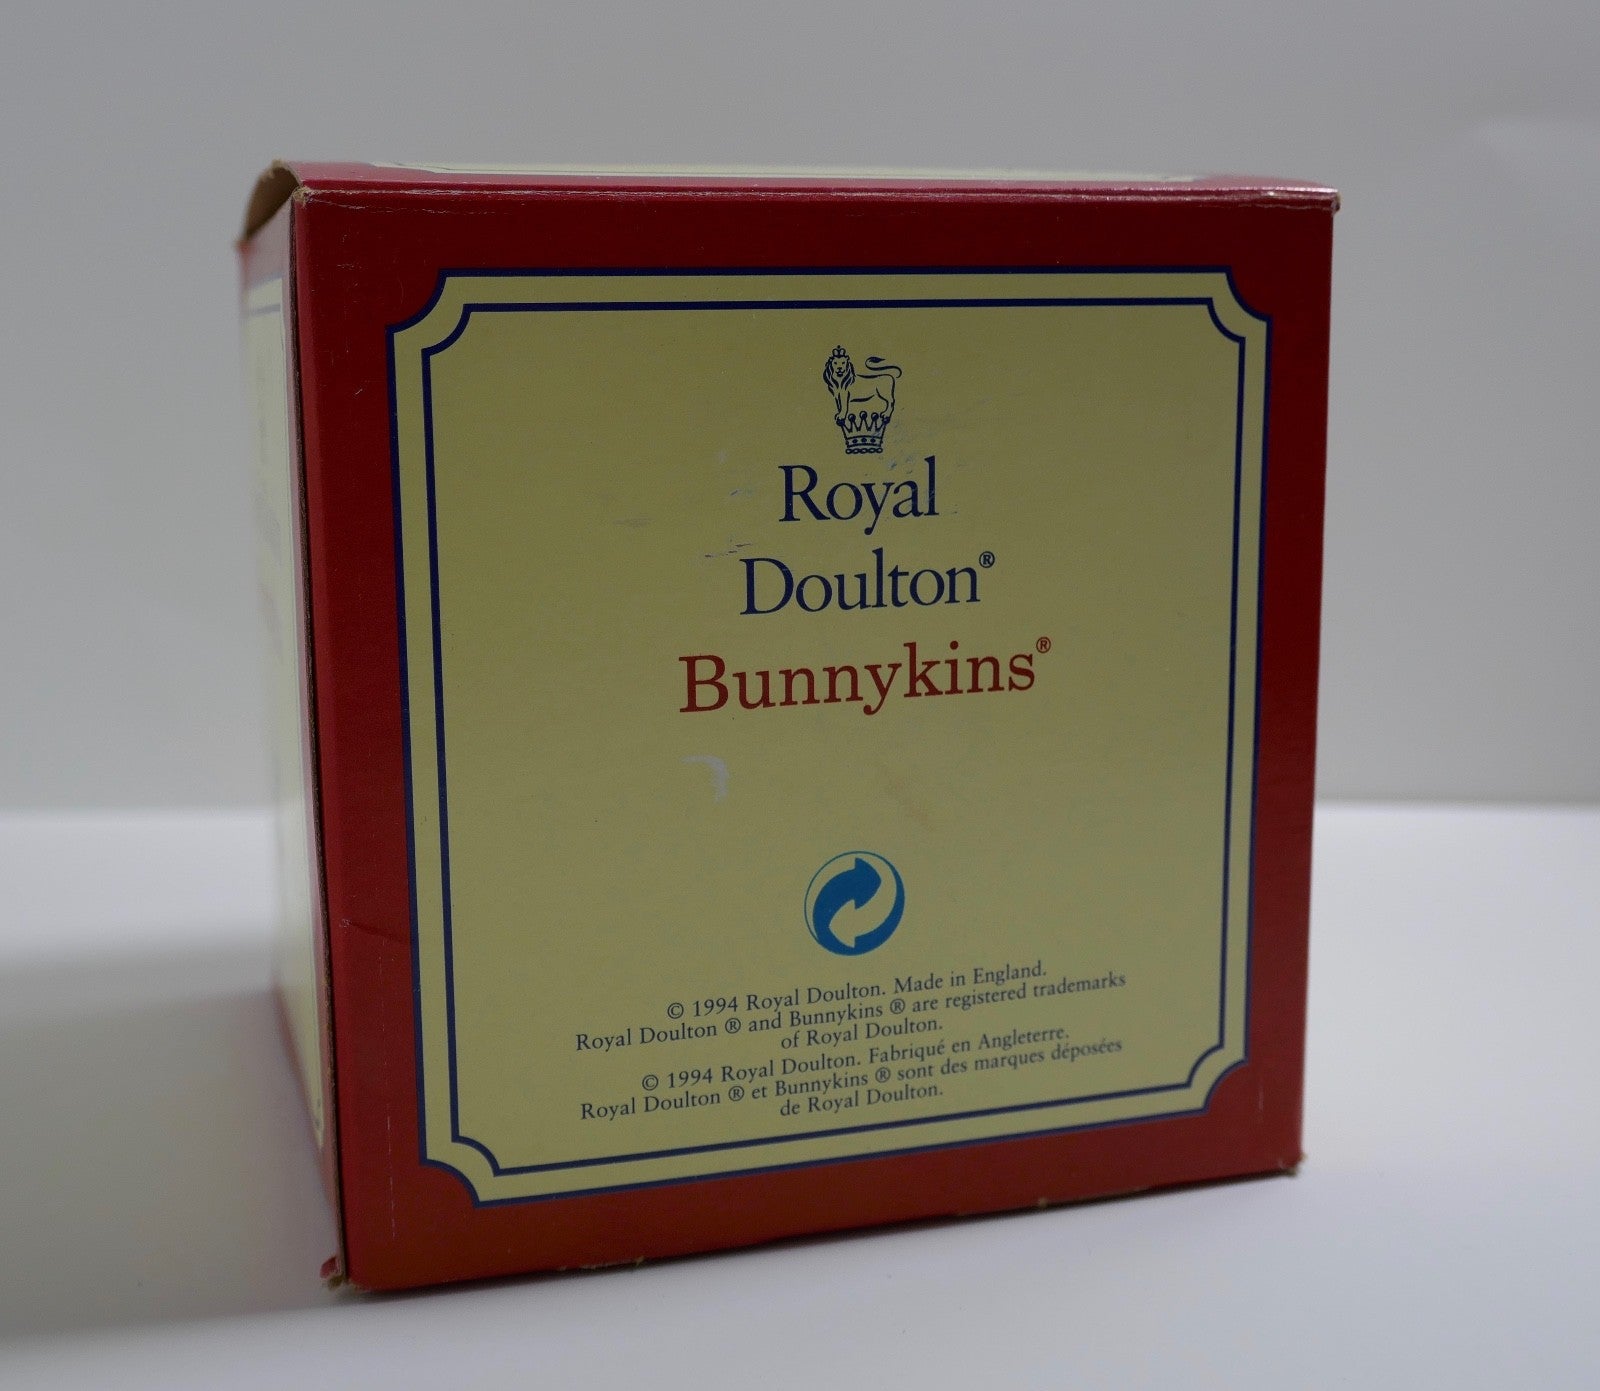 Royal
Doulton®
Bunnykins®
© 1994 Royal Doulton. Made in England.
Royal Doulton ® and Bunnykins ® are registered trademarks
of Royal Doulton.
© 1994 Royal Doulton. Fabriqué en Angleterre.
Royal Doulton ® et Bunnykins ® sont des marques déposées
de Royal Doulton.